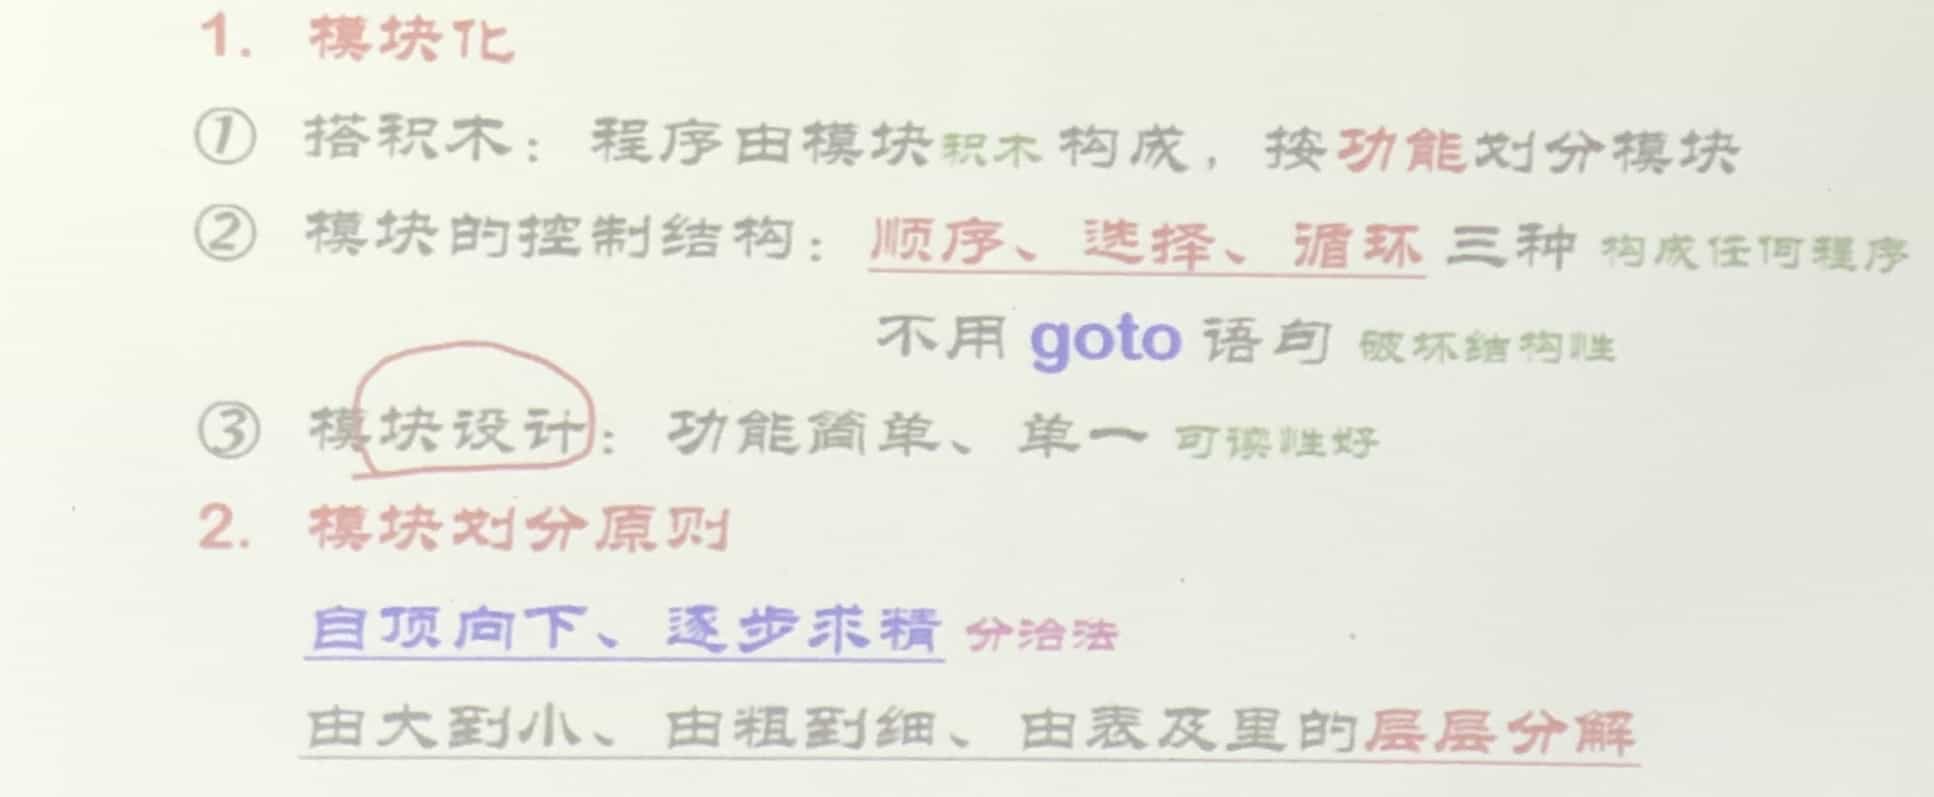 1. 模块化
① 搭积木：程序由模块积木构成，按功能划分模块
② 模块的控制结构：顺序、选择、循环 三种 构成任何程序
不用 goto 语句 破坏结构性
③ 模块设计：功能简单、单一 可读性好
2. 模块划分原则
自顶向下、逐步求精 分治法
由大到小、由粗到细、由表及里的层层分解